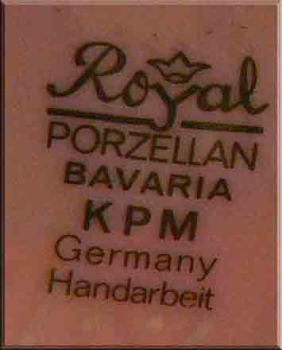 Royal
PORZELLAN
BAVARIA
KPM
Germany
Handarbeit